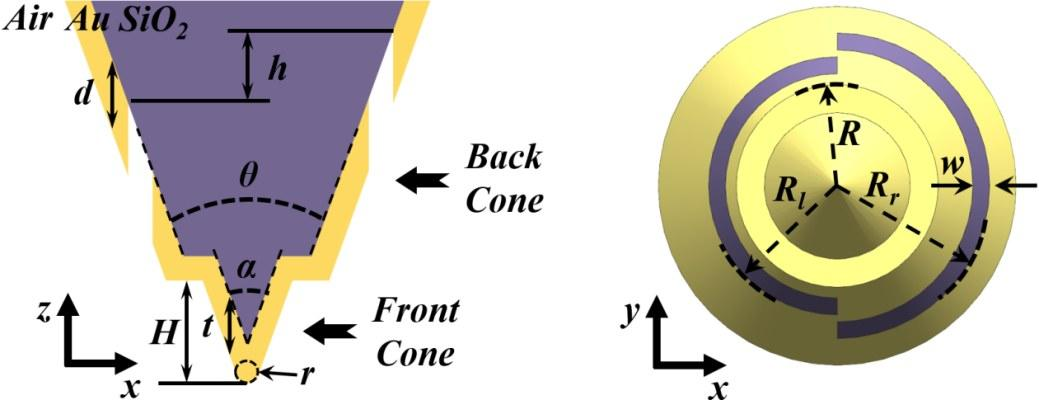 Air Au SiO₂
h
d
θ
Back
Cone
α
z
H
t
Front
Cone
r
x
R
w
Rₗ
Rᵣ
y
x